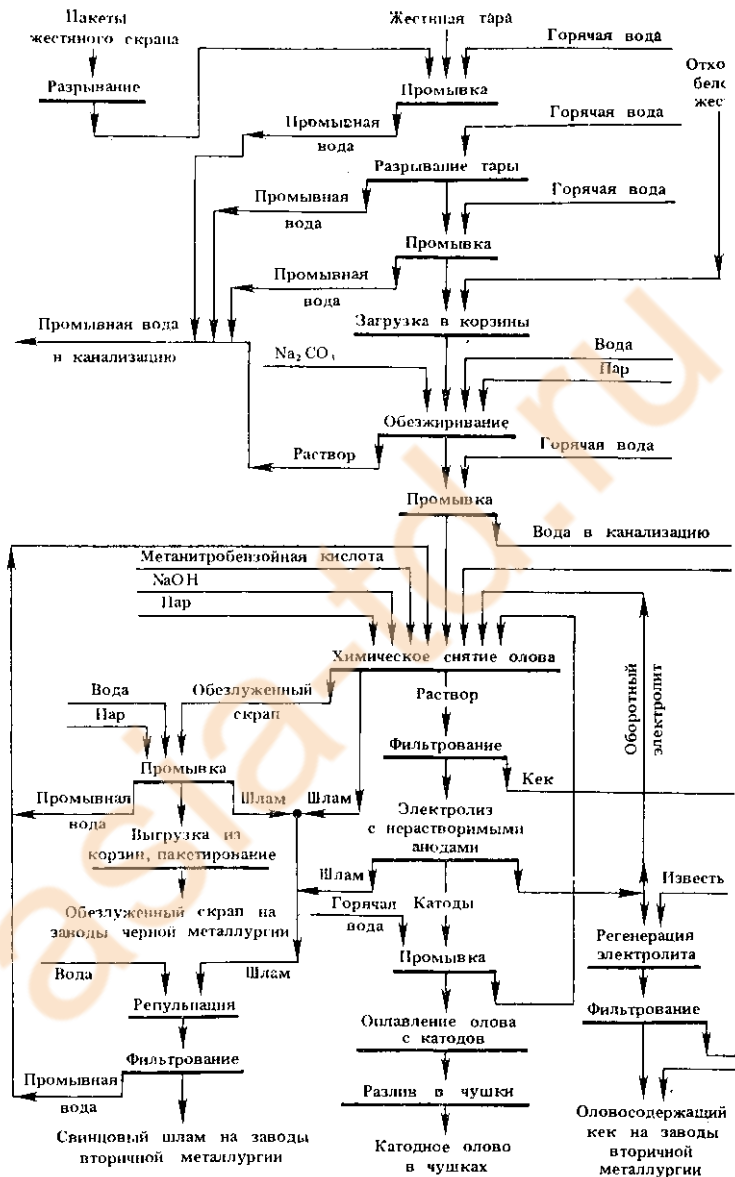 Пакеты
жестяного скрапа
Жестяная тара
Горячая вода
Отхо
бело
жес
Разрывание
Промывка
Промывная
вода
Горячая вода
Разрывание тары
Промывная
вода
Горячая вода
Промывка
Промывная
вода
Промывная вода
в канализацию
Загрузка в корзины
Na₂CO₃
Вода
Пар
Обезжиривание
Раствор
Горячая вода
Промывка
Вода в канализацию
Метанитробензойная кислота
NaOH
Пар
Химическое снятие олова
Оборотный
электролит
Вода
Пар
Обезлуженный
скрап
Раствор
Промывка
Фильтрование
Кек
Промывная
вода
Шлам
Шлам
Выгрузка из
корзин, пакетирование
Электролиз
с нерастворимыми
анодами
Шлам
Катоды
Известь
Обезлуженный скрап на
заводы черной металлургии
Горячая
вода
Регенерация
электролита
Вода
Шлам
Промывка
Репульпация
Фильтрование
Оплавление олова
с катодов
Фильтрование
Промывная
вода
Разлив в чушки
Свинцовый шлам на заводы
вторичной металлургии
Катодное олово
в чушках
Оловосодержащий
кек на заводы
вторичной
металлургии
asia-td.ru